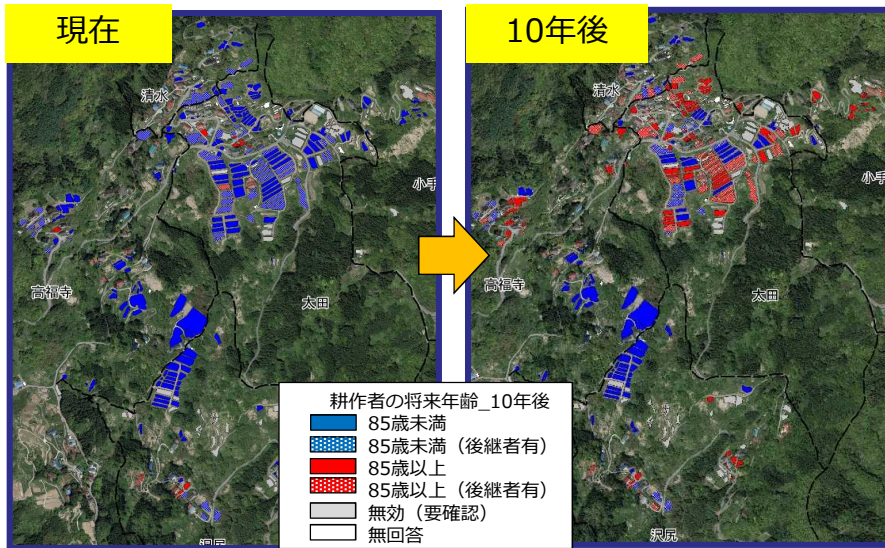 現在
10年後
清水
清水
小手
小手
高福寺
高福寺
太田
太田
耕作者の将来年齢_10年後
85歳未満
85歳未満（後継者有）
85歳以上
85歳以上（後継者有）
無効（要確認）
無回答
沢尻
沢尻